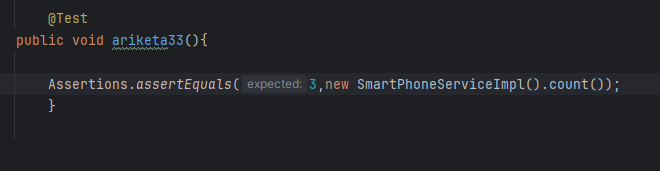 @Test
public void ariketa33(){
Assertions.assertEquals( expected: 3,new SmartPhoneServiceImpl().count());
}